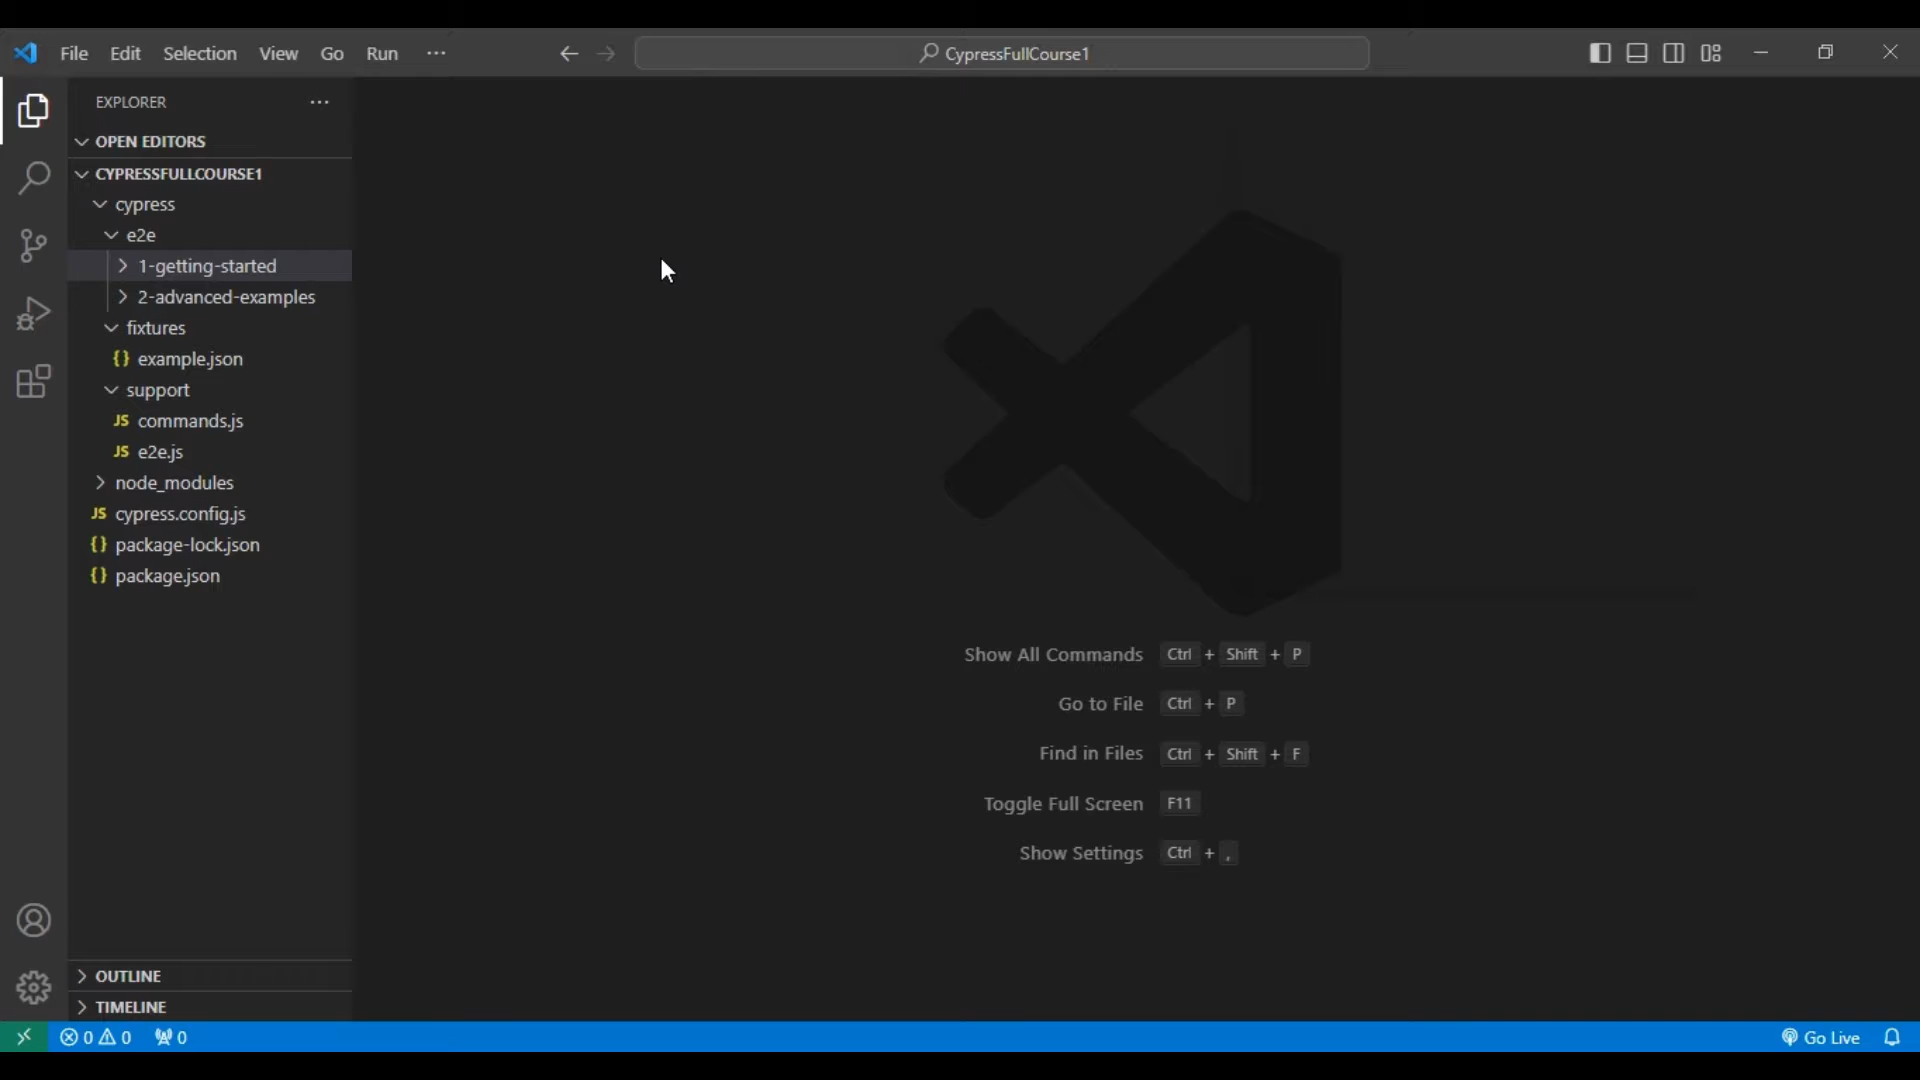 File Edit Selection View Go Run ···
CypressFullCourse1
EXPLORER
OPEN EDITORS
CYPRESSFULLCOURSE1
cypress
e2e
1-getting-started
2-advanced-examples
fixtures
{} example.json
support
JS commands.js
JS e2e.js
node_modules
JS cypress.config.js
{} package-lock.json
{} package.json
Show All Commands Ctrl + Shift + P
Go to File Ctrl + P
Find in Files Ctrl + Shift + F
Toggle Full Screen F11
Show Settings Ctrl + ,
OUTLINE
TIMELINE
0 0 0
Go Live